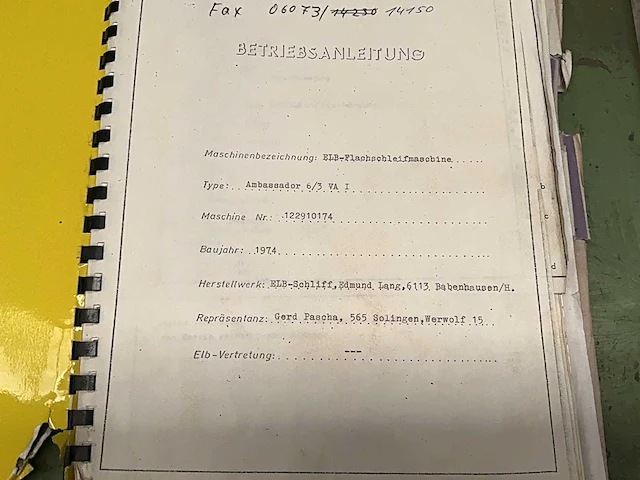 Fax 06073/14230 14150
BETRIEBSANLEITUNG
Maschinenbezeichnung: ELB-Flachschleifmaschine
Type: Ambassador 6/3 VA I
Maschine Nr.: 122910174
Baujahr: 1974
Herstellwerk: ELB-Schliff, Edmund Lang, 6113 Babenhausen/H.
Repräsentanz: Gerd Pascha, 565 Solingen, Werwolf 15
Elb-Vertretung: ---
b
c
d